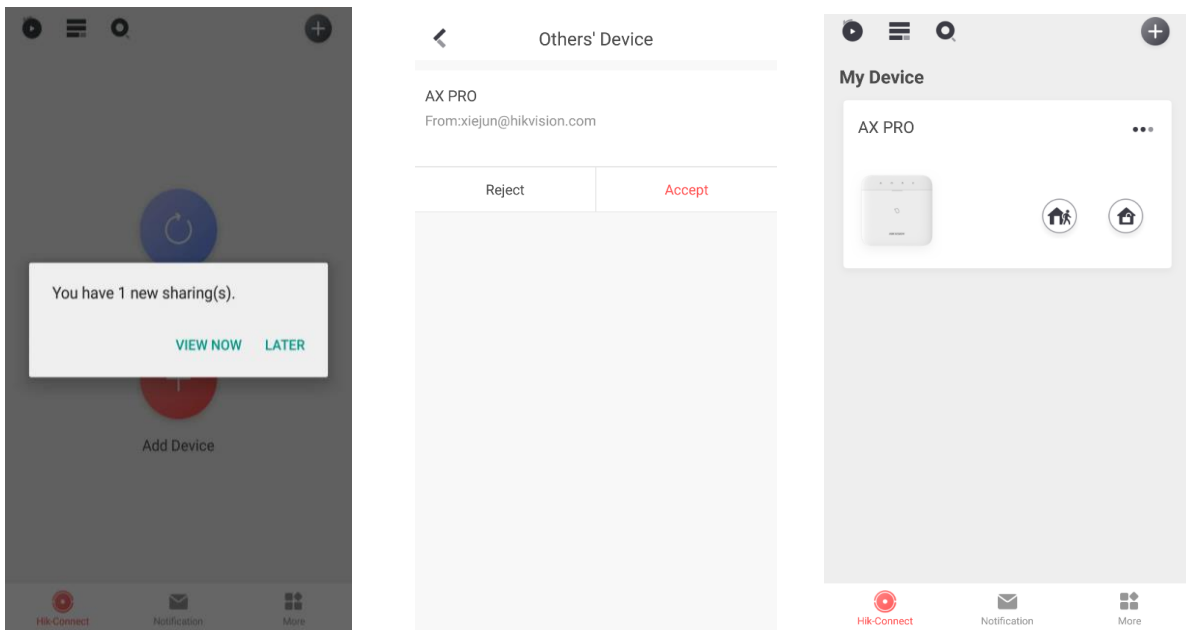 You have 1 new sharing(s).
VIEW NOW LATER
Add Device
Hik-Connect Notification More
Others' Device
AX PRO
From:xiejun@hikvision.com
Reject Accept
My Device
AX PRO
Hik-Connect Notification More